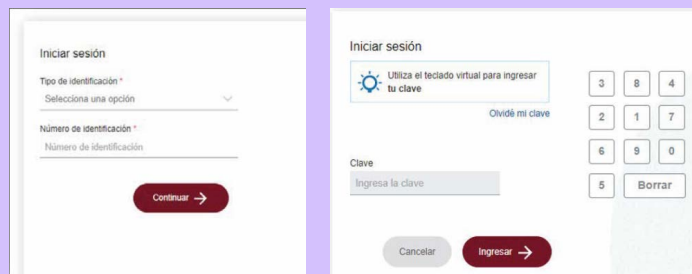 Iniciar sesión
Tipo de identificación *
Selecciona una opción
Número de identificación *
Número de identificación
Continuar
Iniciar sesión
Utiliza el teclado virtual para ingresar
tu clave
Olvidé mi clave
Clave
Ingresa la clave
Cancelar
Ingresar
3 8 4
2 1 7
6 9 0
5 Borrar